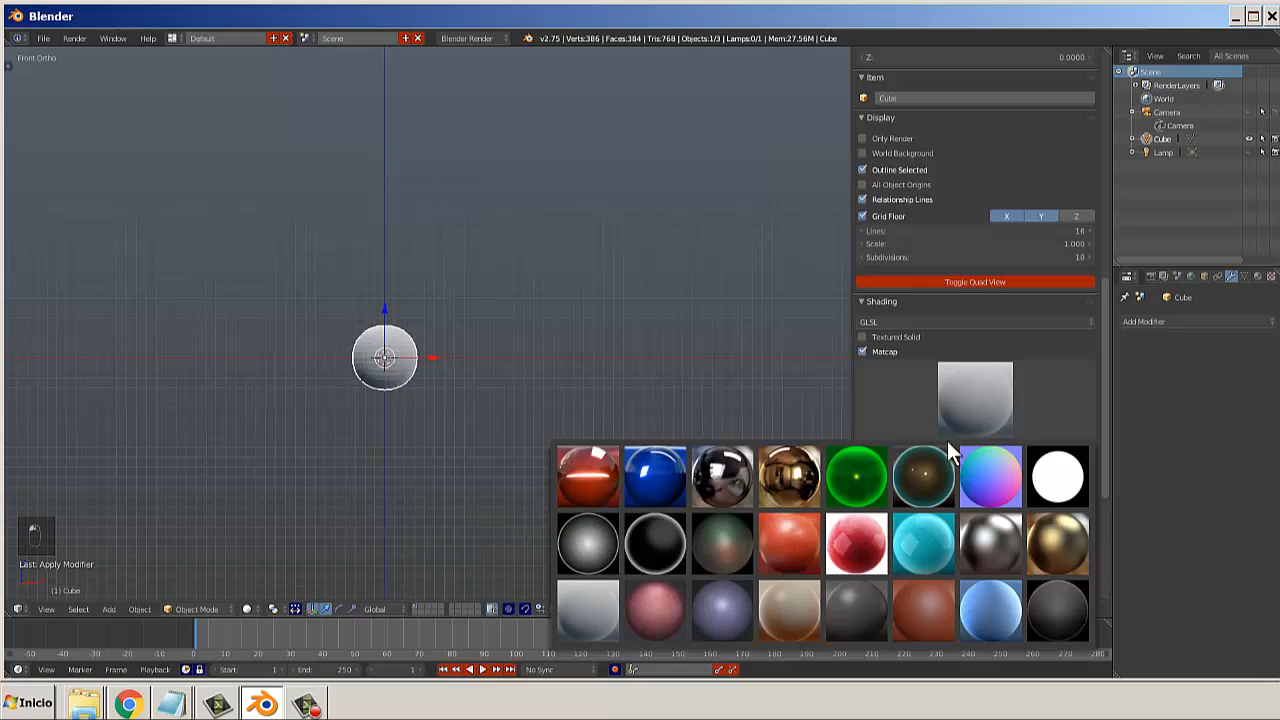 Blender
File Render Window Help Default Scene Blender Render v2.75 | Verts:386 | Faces:384 | Tris:768 | Objects:1/3 | Lamps:0/1 | Mem:27.56M | Cube
Front Ortho
Z: 0.0000
Item
Cube
Display
Only Render
World Background
Outline Selected
All Object Origins
Relationship Lines
Grid Floor X Y Z
Lines: 16
Scale: 1.000
Subdivisions: 10
Toggle Quad View
Shading
GLSL
Textured Solid
Matcap
View Search All Scenes
Scene
RenderLayers
World
Camera
Camera
Cube
Lamp
Cube
Add Modifier
Last: Apply Modifier
(1) Cube
View Select Add Object Object Mode Global
-50 -40 -30 -20 -10 0 10 20 30 40 50 60 70 80 90 100 110 120 130 140 150 160 170 180 190 200 210 220 230 240 250 260 270 280
View Marker Frame Playback Start: 1 End: 250 1 No Sync
Inicio